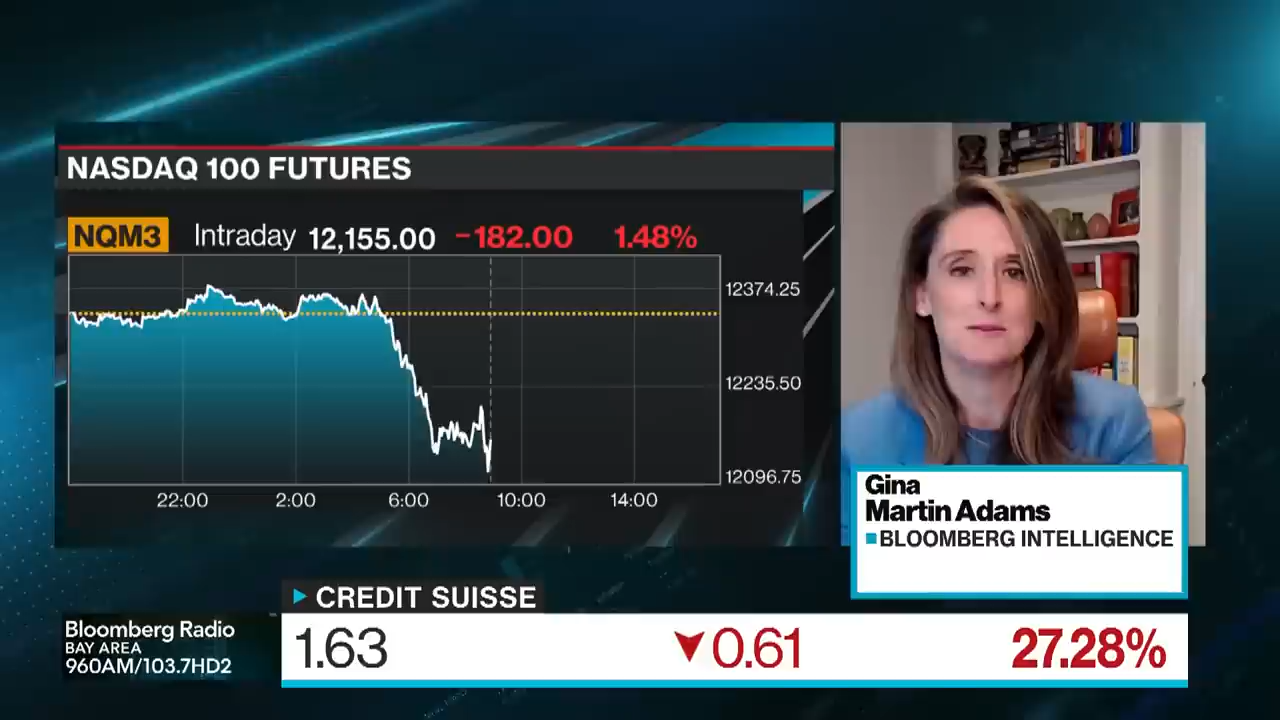 NASDAQ 100 FUTURES
NQM3 Intraday 12,155.00 -182.00 1.48%
12374.25
12235.50
12096.75
22:00 2:00 6:00 10:00 14:00
Gina
Martin Adams
BLOOMBERG INTELLIGENCE
CREDIT SUISSE
1.63 ▼0.61 27.28%
Bloomberg Radio
BAY AREA
960AM/103.7HD2